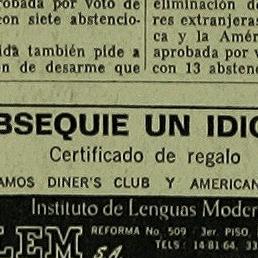 robada por voto de
con siete abstencio-
ida también pide a
de desarme que
eliminación de
res extranjeras
ca y la Amér
aprobada por v
con 13 abstenc
BSEQUIE UN IDIO
Certificado de regalo
AMOS DINER'S CLUB Y AMERICAN
Instituto de Lenguas Moder
LEM S.A.
REFORMA No. 509 3er. PISO,
TELS: 14-81-64, 33